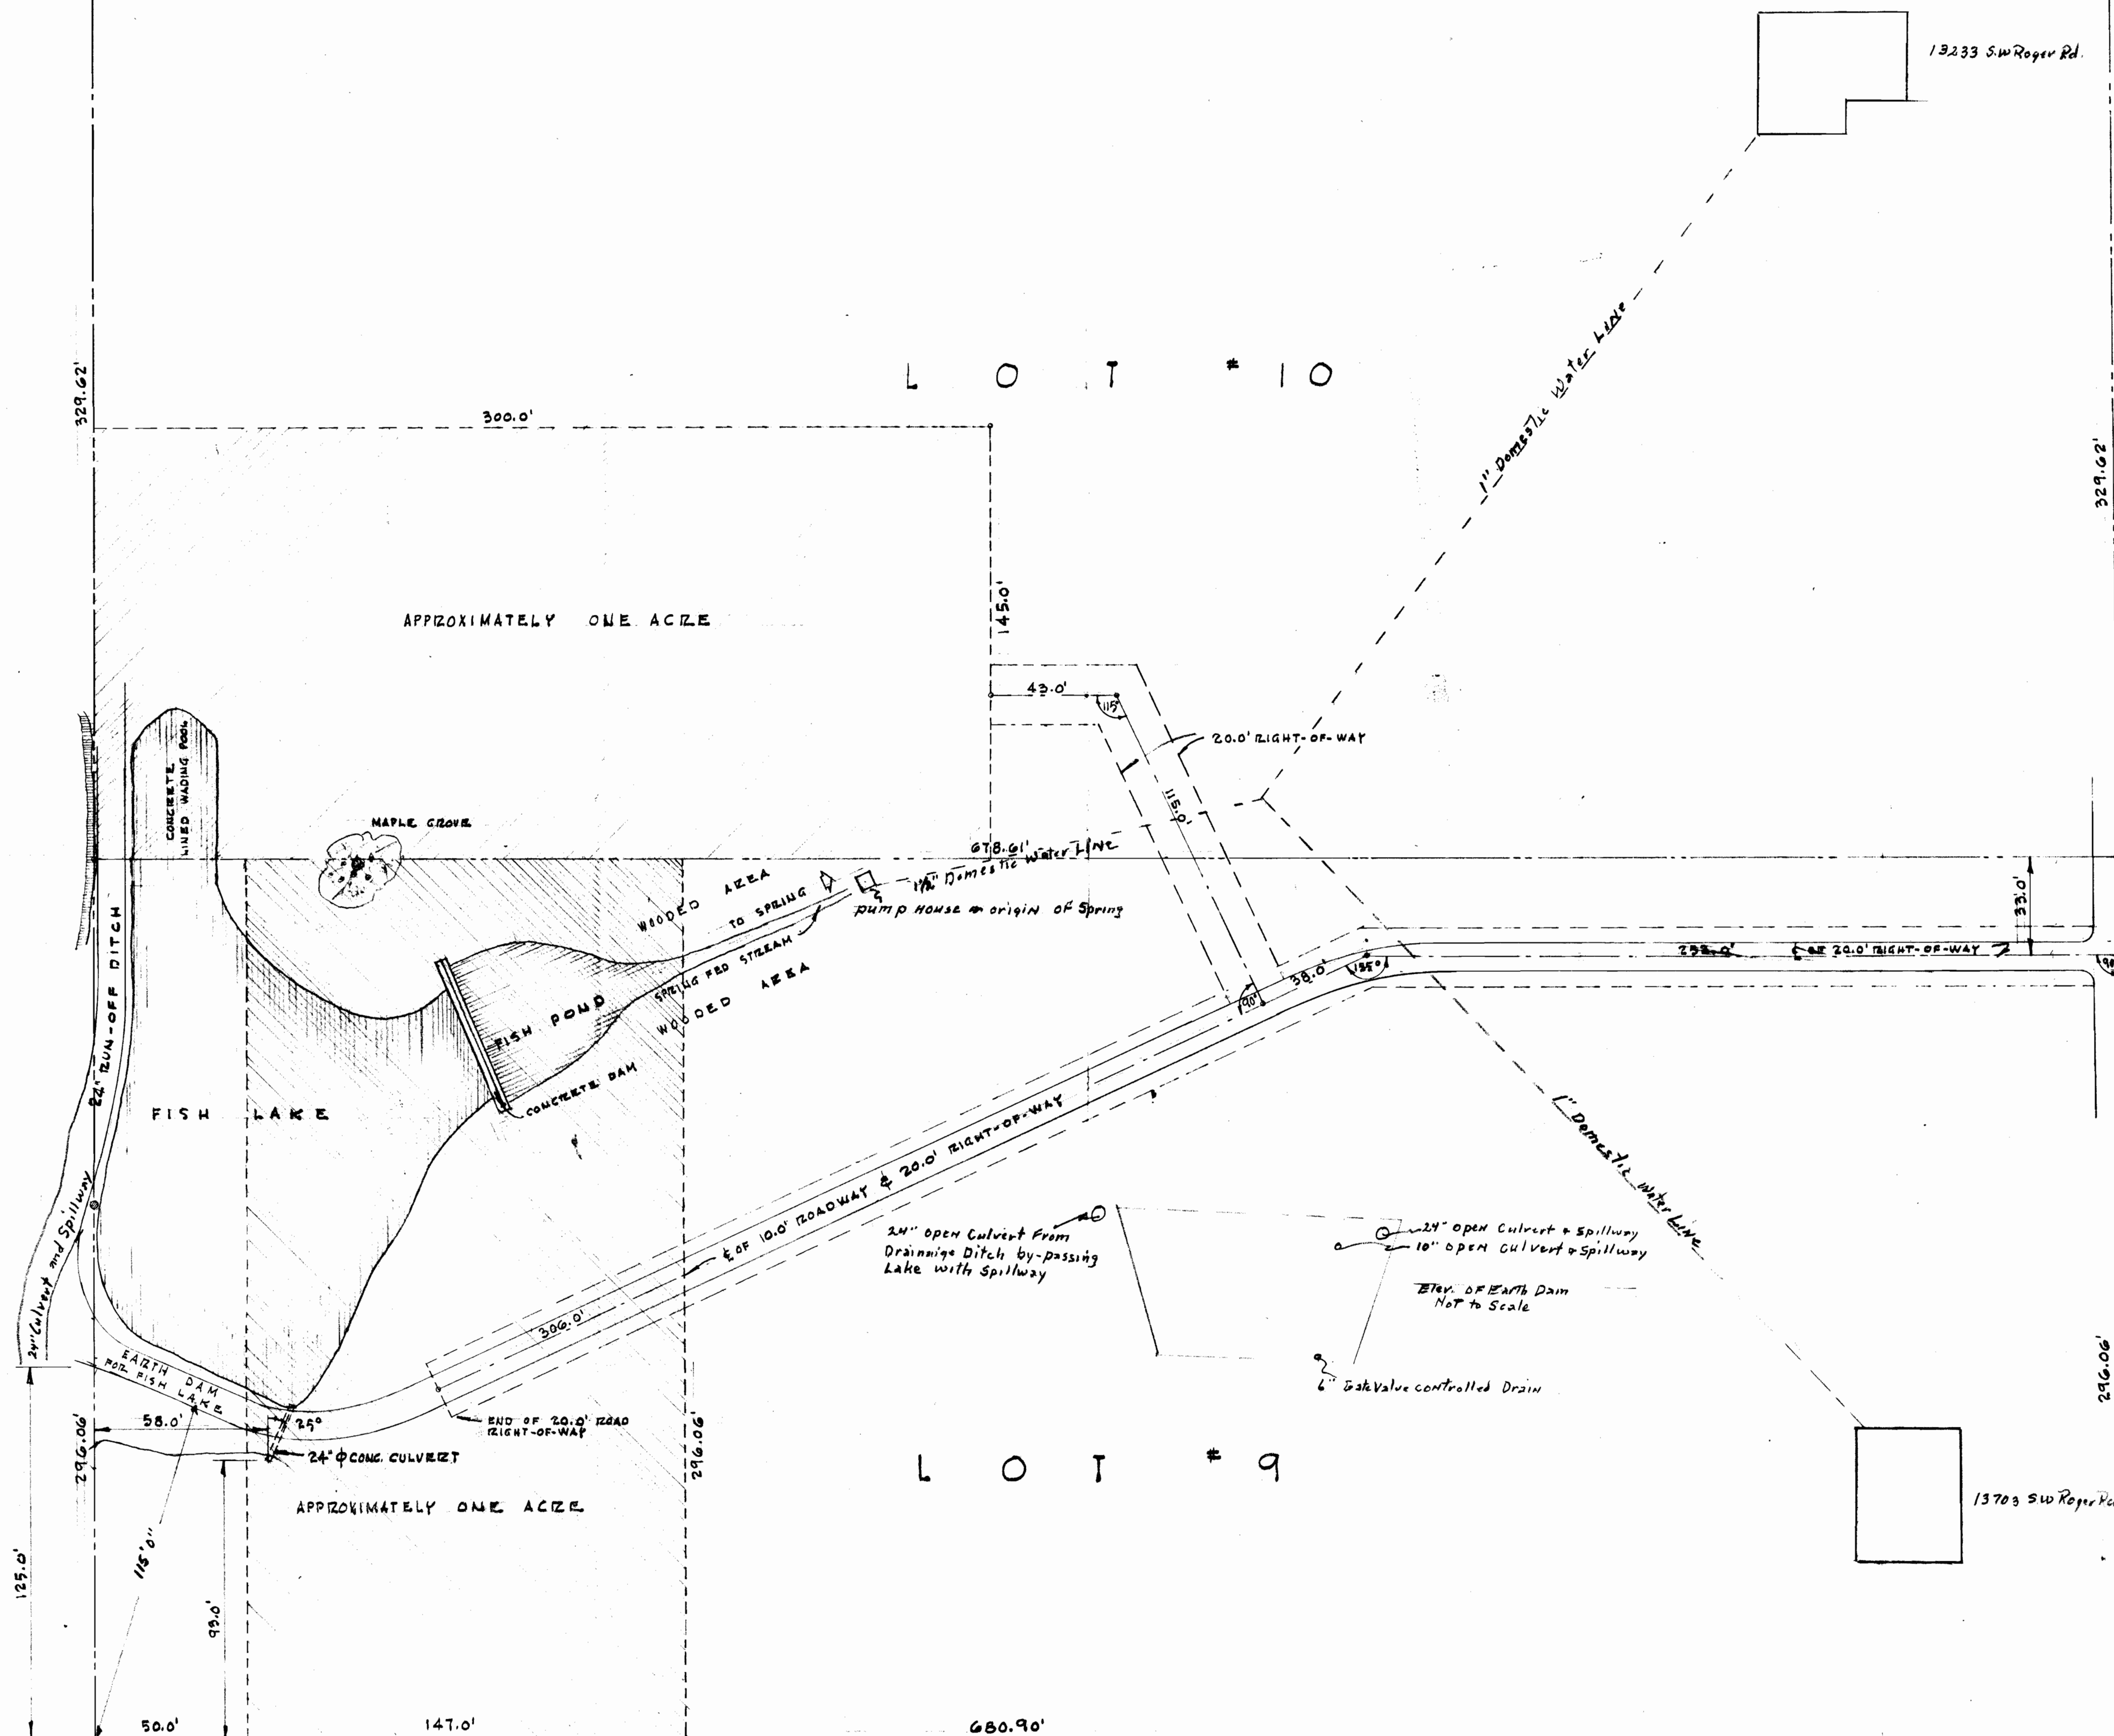 13233 S.W Roger Rd.
1" Domestic Water Line
329.62'
LOT #10
300.0'
329.62'
145.0'
APPROXIMATELY ONE ACRE
43.0'
115°
20.0' RIGHT-OF-WAY
CONCRETE
LINED WADING POOL
115.0'
MAPLE GROVE
678.61'
1½" Domestic Water Line
WOODED AREA
TO SPRING
pump House origin of Spring
33.0'
24" RUN-OFF DITCH
SPRING FED STREAM
WOODED AREA
38.0'
155°
℄ OF 20.0' RIGHT-OF-WAY
90°
FISH POND
CONCRETE DAM
FISH LAKE
℄ OF 10.0' ROADWAY & 20.0' RIGHT-OF-WAY
1" Domestic Water Line
24" Culvert and Spillway
24" OPEN Culvert From
Drainaige Ditch by-passing
Lake with Spillway
24" OPEN Culvert & Spillway
10" OPEN Culvert & Spillway
Elev. OF Earth Dam
Not to Scale
306.0'
EARTH DAM
FOR FISH LAKE
6" Gate Valve controlled Drain
296.06'
58.0'
25°
END OF 20.0' ROAD
RIGHT-OF-WAY
296.06'
296.06'
24" Φ CONC. CULVERT
LOT #9
APPROXIMATELY ONE ACRE
13703 S.W Roger
115'0"
125.0'
93.0'
50.0'
147.0'
680.90'